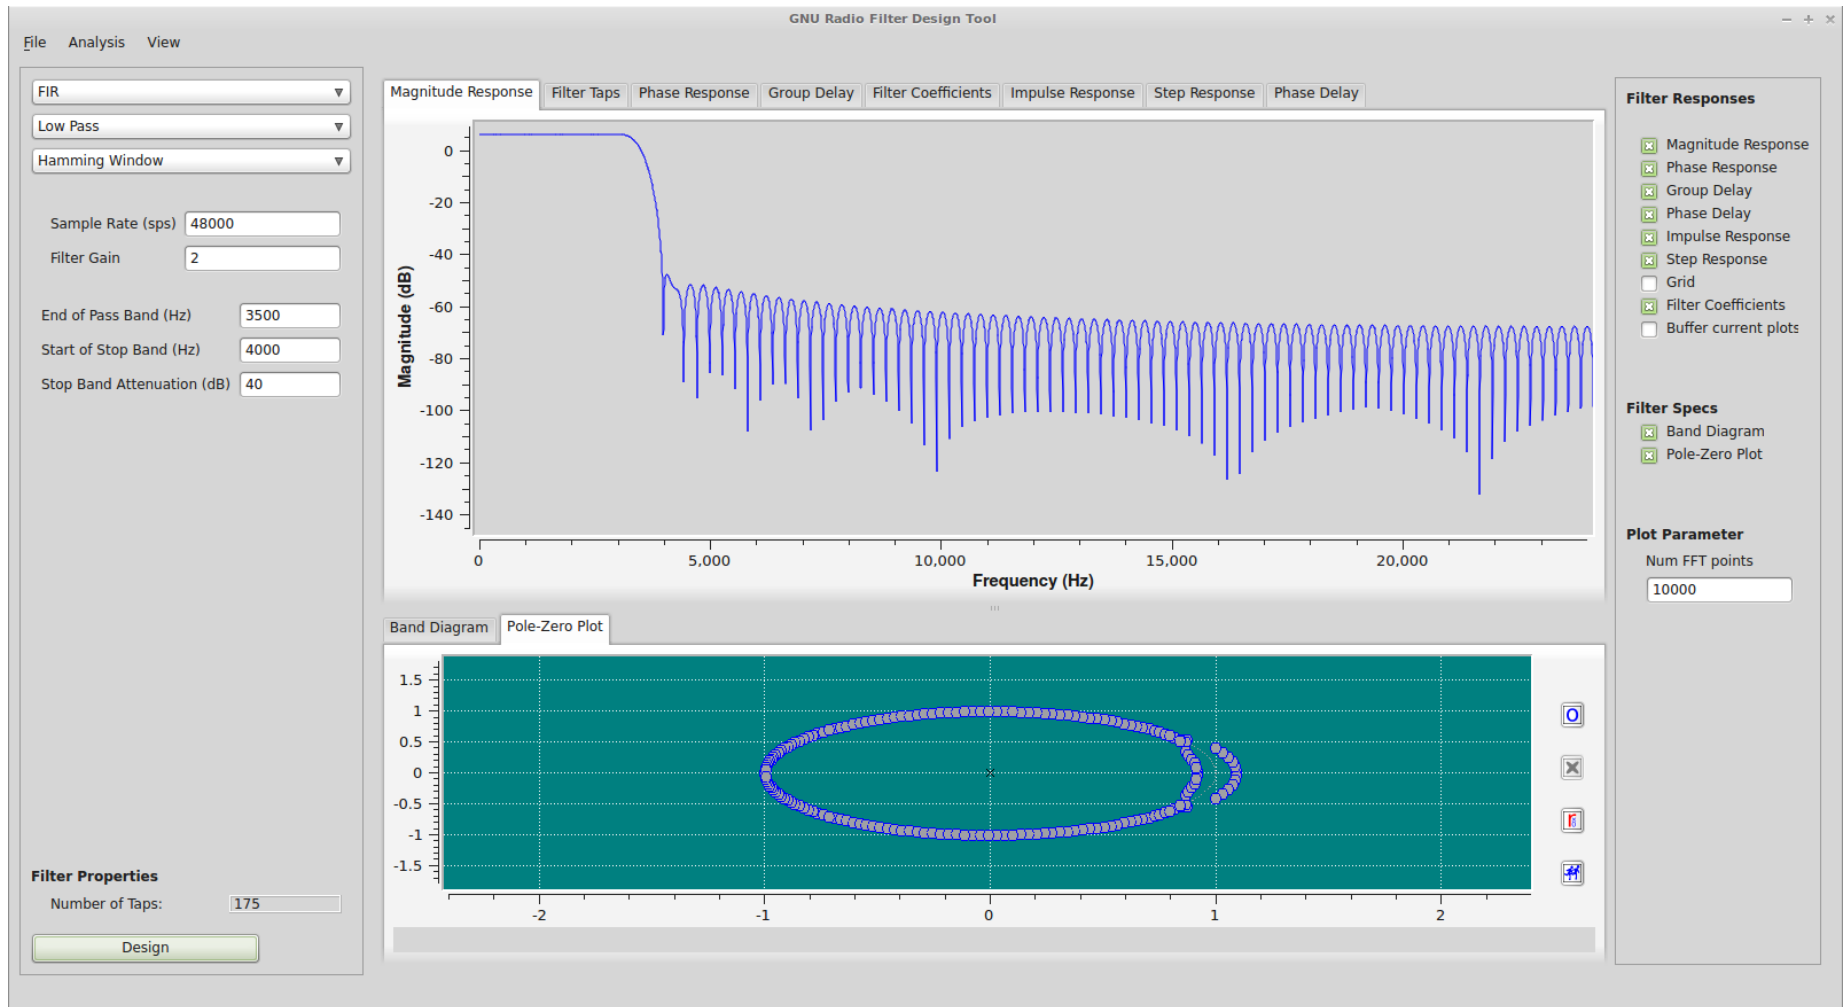 GNU Radio Filter Design Tool
File Analysis View
FIR
Low Pass
Hamming Window
Sample Rate (sps) 48000
Filter Gain 2
End of Pass Band (Hz) 3500
Start of Stop Band (Hz) 4000
Stop Band Attenuation (dB) 40
Filter Properties
Number of Taps: 175
Design
Magnitude Response Filter Taps Phase Response Group Delay Filter Coefficients Impulse Response Step Response Phase Delay
Magnitude (dB)
0
-20
-40
-60
-80
-100
-120
-140
0 5,000 10,000 15,000 20,000
Frequency (Hz)
Band Diagram Pole-Zero Plot
1.5
1
0.5
0
-0.5
-1
-1.5
-2 -1 0 1 2
Filter Responses
Magnitude Response
Phase Response
Group Delay
Phase Delay
Impulse Response
Step Response
Grid
Filter Coefficients
Buffer current plots
Filter Specs
Band Diagram
Pole-Zero Plot
Plot Parameter
Num FFT points
10000